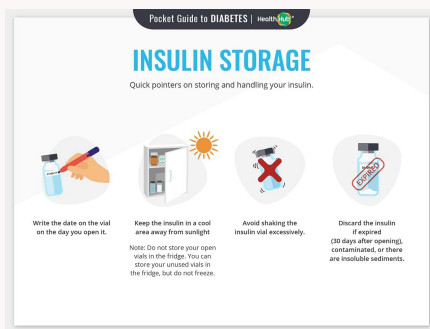 Pocket Guide to DIABETES | HealthHub
INSULIN STORAGE
Quick pointers on storing and handling your insulin.
EXPIRED
Write the date on the vial
on the day you open it.
Keep the insulin in a cool
area away from sunlight
Note: Do not store your open
vials in the fridge. You can
store your unused vials in
the fridge, but do not freeze.
Avoid shaking the
insulin vial excessively.
Discard the insulin
if expired
(30 days after opening),
contaminated, or there
are insoluble sediments.